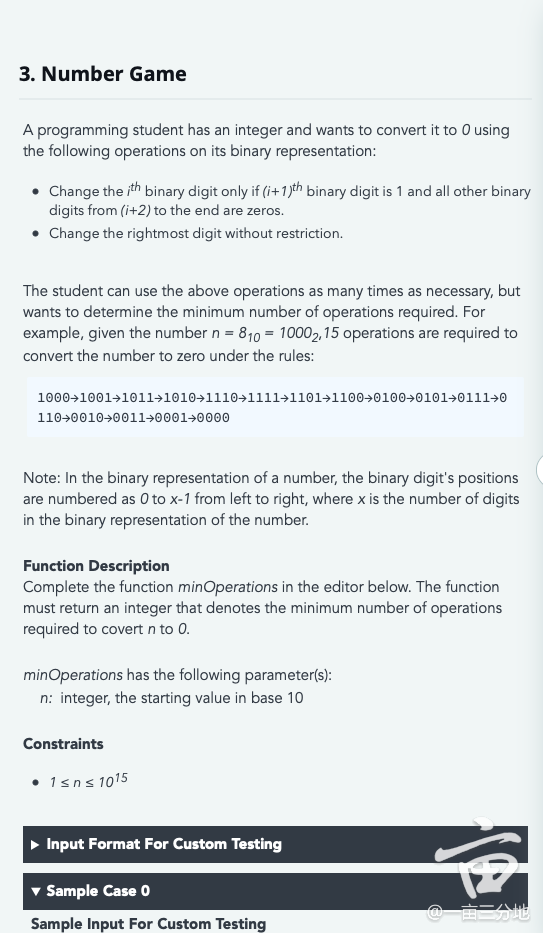 3. Number Game
A programming student has an integer and wants to convert it to 0 using
the following operations on its binary representation:
• Change the ith binary digit only if (i+1)th binary digit is 1 and all other binary
digits from (i+2) to the end are zeros.
• Change the rightmost digit without restriction.
The student can use the above operations as many times as necessary, but
wants to determine the minimum number of operations required. For
example, given the number n = 8₁₀ = 1000₂,15 operations are required to
convert the number to zero under the rules:
1000→1001→1011→1010→1110→1111→1101→1100→0100→0101→0111→0
110→0010→0011→0001→0000
Note: In the binary representation of a number, the binary digit's positions
are numbered as 0 to x-1 from left to right, where x is the number of digits
in the binary representation of the number.
Function Description
Complete the function minOperations in the editor below. The function
must return an integer that denotes the minimum number of operations
required to covert n to 0.
minOperations has the following parameter(s):
n: integer, the starting value in base 10
Constraints
• 1 ≤ n ≤ 10¹⁵
▶ Input Format For Custom Testing
▼ Sample Case 0
Sample Input For Custom Testing
亩
@一亩三分地